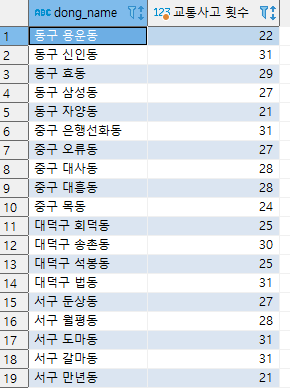 ABC dong_name 123 교통사고 횟수
1 동구 용운동 22
2 동구 신인동 31
3 동구 효동 29
4 동구 삼성동 27
5 동구 자양동 21
6 중구 은행선화동 31
7 중구 오류동 27
8 중구 대사동 28
9 중구 대흥동 28
10 중구 목동 24
11 대덕구 회덕동 25
12 대덕구 송촌동 30
13 대덕구 석봉동 25
14 대덕구 법동 31
15 서구 둔상동 27
16 서구 월평동 28
17 서구 도마동 31
18 서구 갈마동 31
19 서구 만년동 21